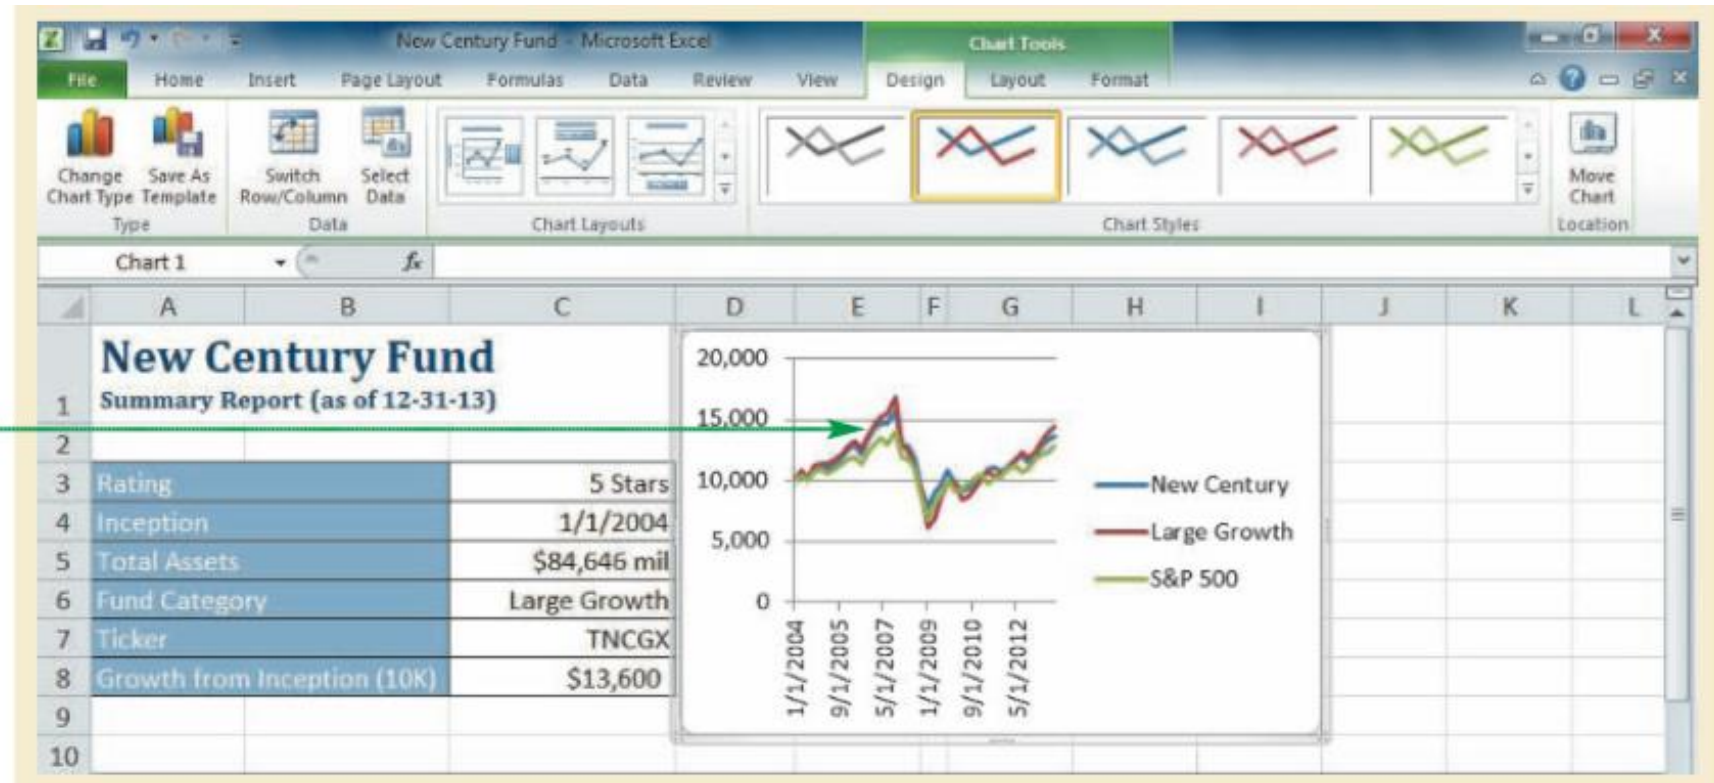 New Century Fund - Microsoft Excel
Chart Tools
File Home Insert Page Layout Formulas Data Review View Design Layout Format
Change Chart Type
Save As Template
Switch Row/Column
Select Data
Move Chart
Type Data Chart Layouts Chart Styles Location
Chart 1 fx
A B C D E F G H I J K L
1 New Century Fund
Summary Report (as of 12-31-13)
2
3 Rating 5 Stars
4 Inception 1/1/2004
5 Total Assets $84,646 mil
6 Fund Category Large Growth
7 Ticker TNCGX
8 Growth from Inception (10K) $13,600
9
10
20,000
15,000
10,000
5,000
0
1/1/2004 9/1/2005 5/1/2007 1/1/2009 9/1/2010 5/1/2012
New Century
Large Growth
S&P 500